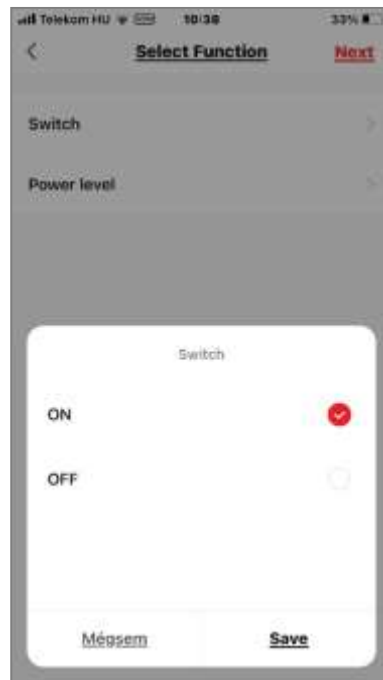 Telekom HU 10:38 33%
Select Function Next
Switch
Power level
Switch
ON
OFF
Mégsem Save